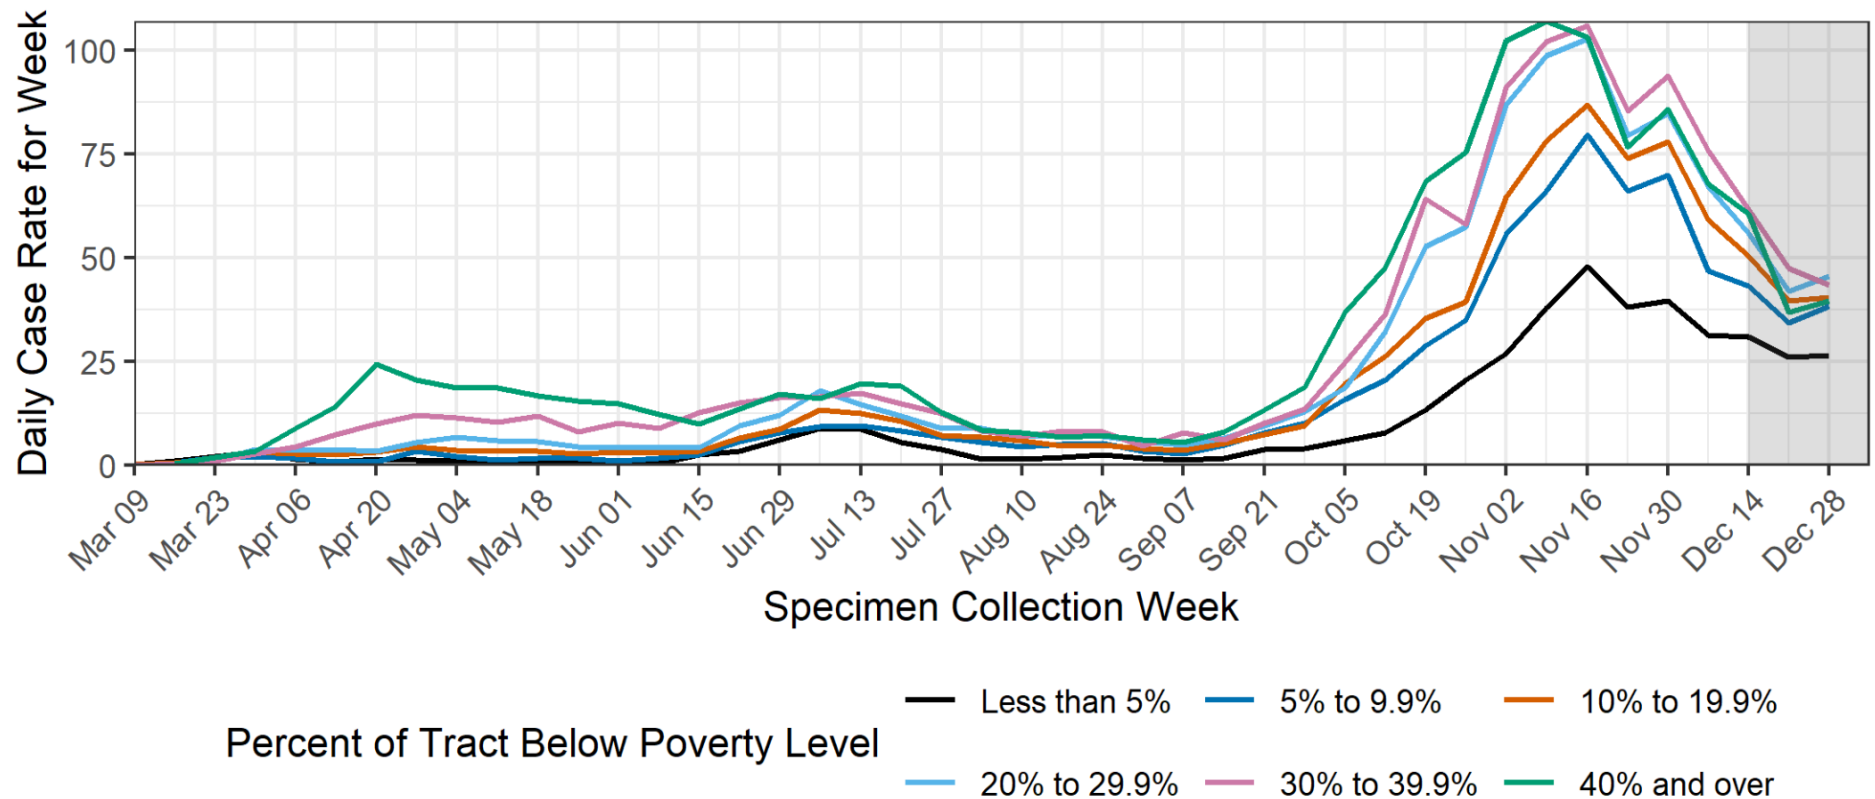 Daily Case Rate for Week
100
75
50
25
0
Mar 09
Mar 23
Apr 06
Apr 20
May 04
May 18
Jun 01
Jun 15
Jun 29
Jul 13
Jul 27
Aug 10
Aug 24
Sep 07
Sep 21
Oct 05
Oct 19
Nov 02
Nov 16
Nov 30
Dec 14
Dec 28
Specimen Collection Week
Percent of Tract Below Poverty Level
Less than 5%
5% to 9.9%
10% to 19.9%
20% to 29.9%
30% to 39.9%
40% and over